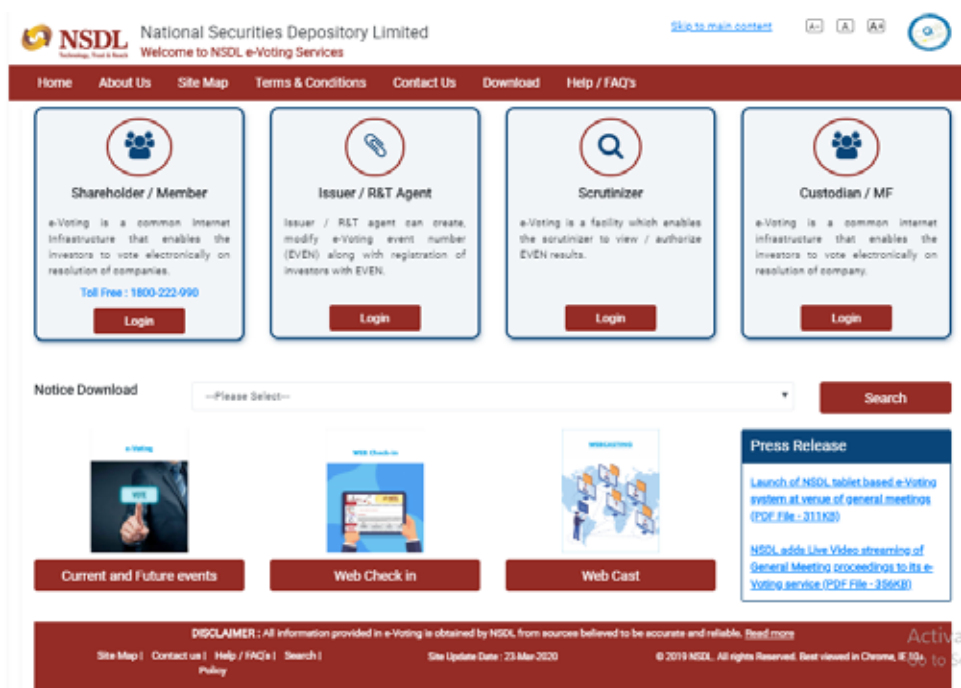 NSDL
Technology, Trust & Reach
National Securities Depository Limited
Welcome to NSDL e-Voting Services
Skip to main content
A-
A
A+
Home About Us Site Map Terms & Conditions Contact Us Download Help / FAQ's
Shareholder / Member
e-Voting is a common Internet
Infrastructure that enables the
investors to vote electronically on
resolution of companies.
Toll Free : 1800-222-990
Login
Issuer / R&T Agent
Issuer / R&T agent can create,
modify e-Voting event number
(EVEN) along with registration of
investors with EVEN.
Login
Scrutinizer
e-Voting is a facility which enables
the scrutinizer to view / authorize
EVEN results.
Login
Custodian / MF
e-Voting is a common internet
infrastructure that enables the
investors to vote electronically on
resolution of company.
Login
Notice Download
---Please Select---
Search
e-Voting
VOTE
Current and Future events
WEB Check-in
Web Check in
WEBCASTING
Web Cast
Press Release
Launch of NSDL tablet based e-Voting
system at venue of general meetings
(PDF File - 311KB)
NSDL adds Live Video streaming of
General Meeting proceedings to its e-
Voting service (PDF File - 356KB)
DISCLAIMER : All information provided in e-Voting is obtained by NSDL from sources believed to be accurate and reliable. Read more
Site Map | Contact us | Help / FAQ's | Search |
Policy
Site Update Date : 23-Mar-2020
© 2019 NSDL. All rights Reserved. Best viewed in Chrome, IE 10+
Activa
Go to S